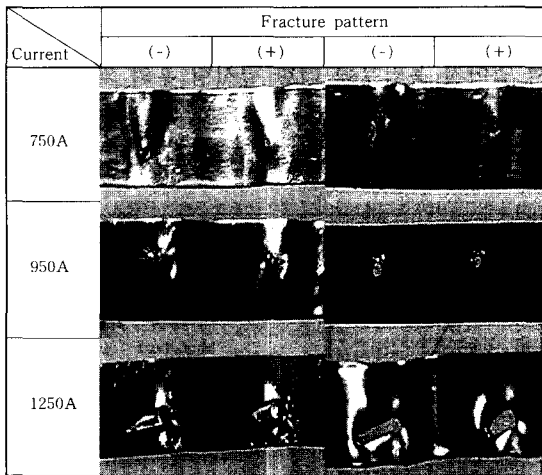 Fracture pattern
Current
(-) (+) (-) (+)
750A
950A
1250A